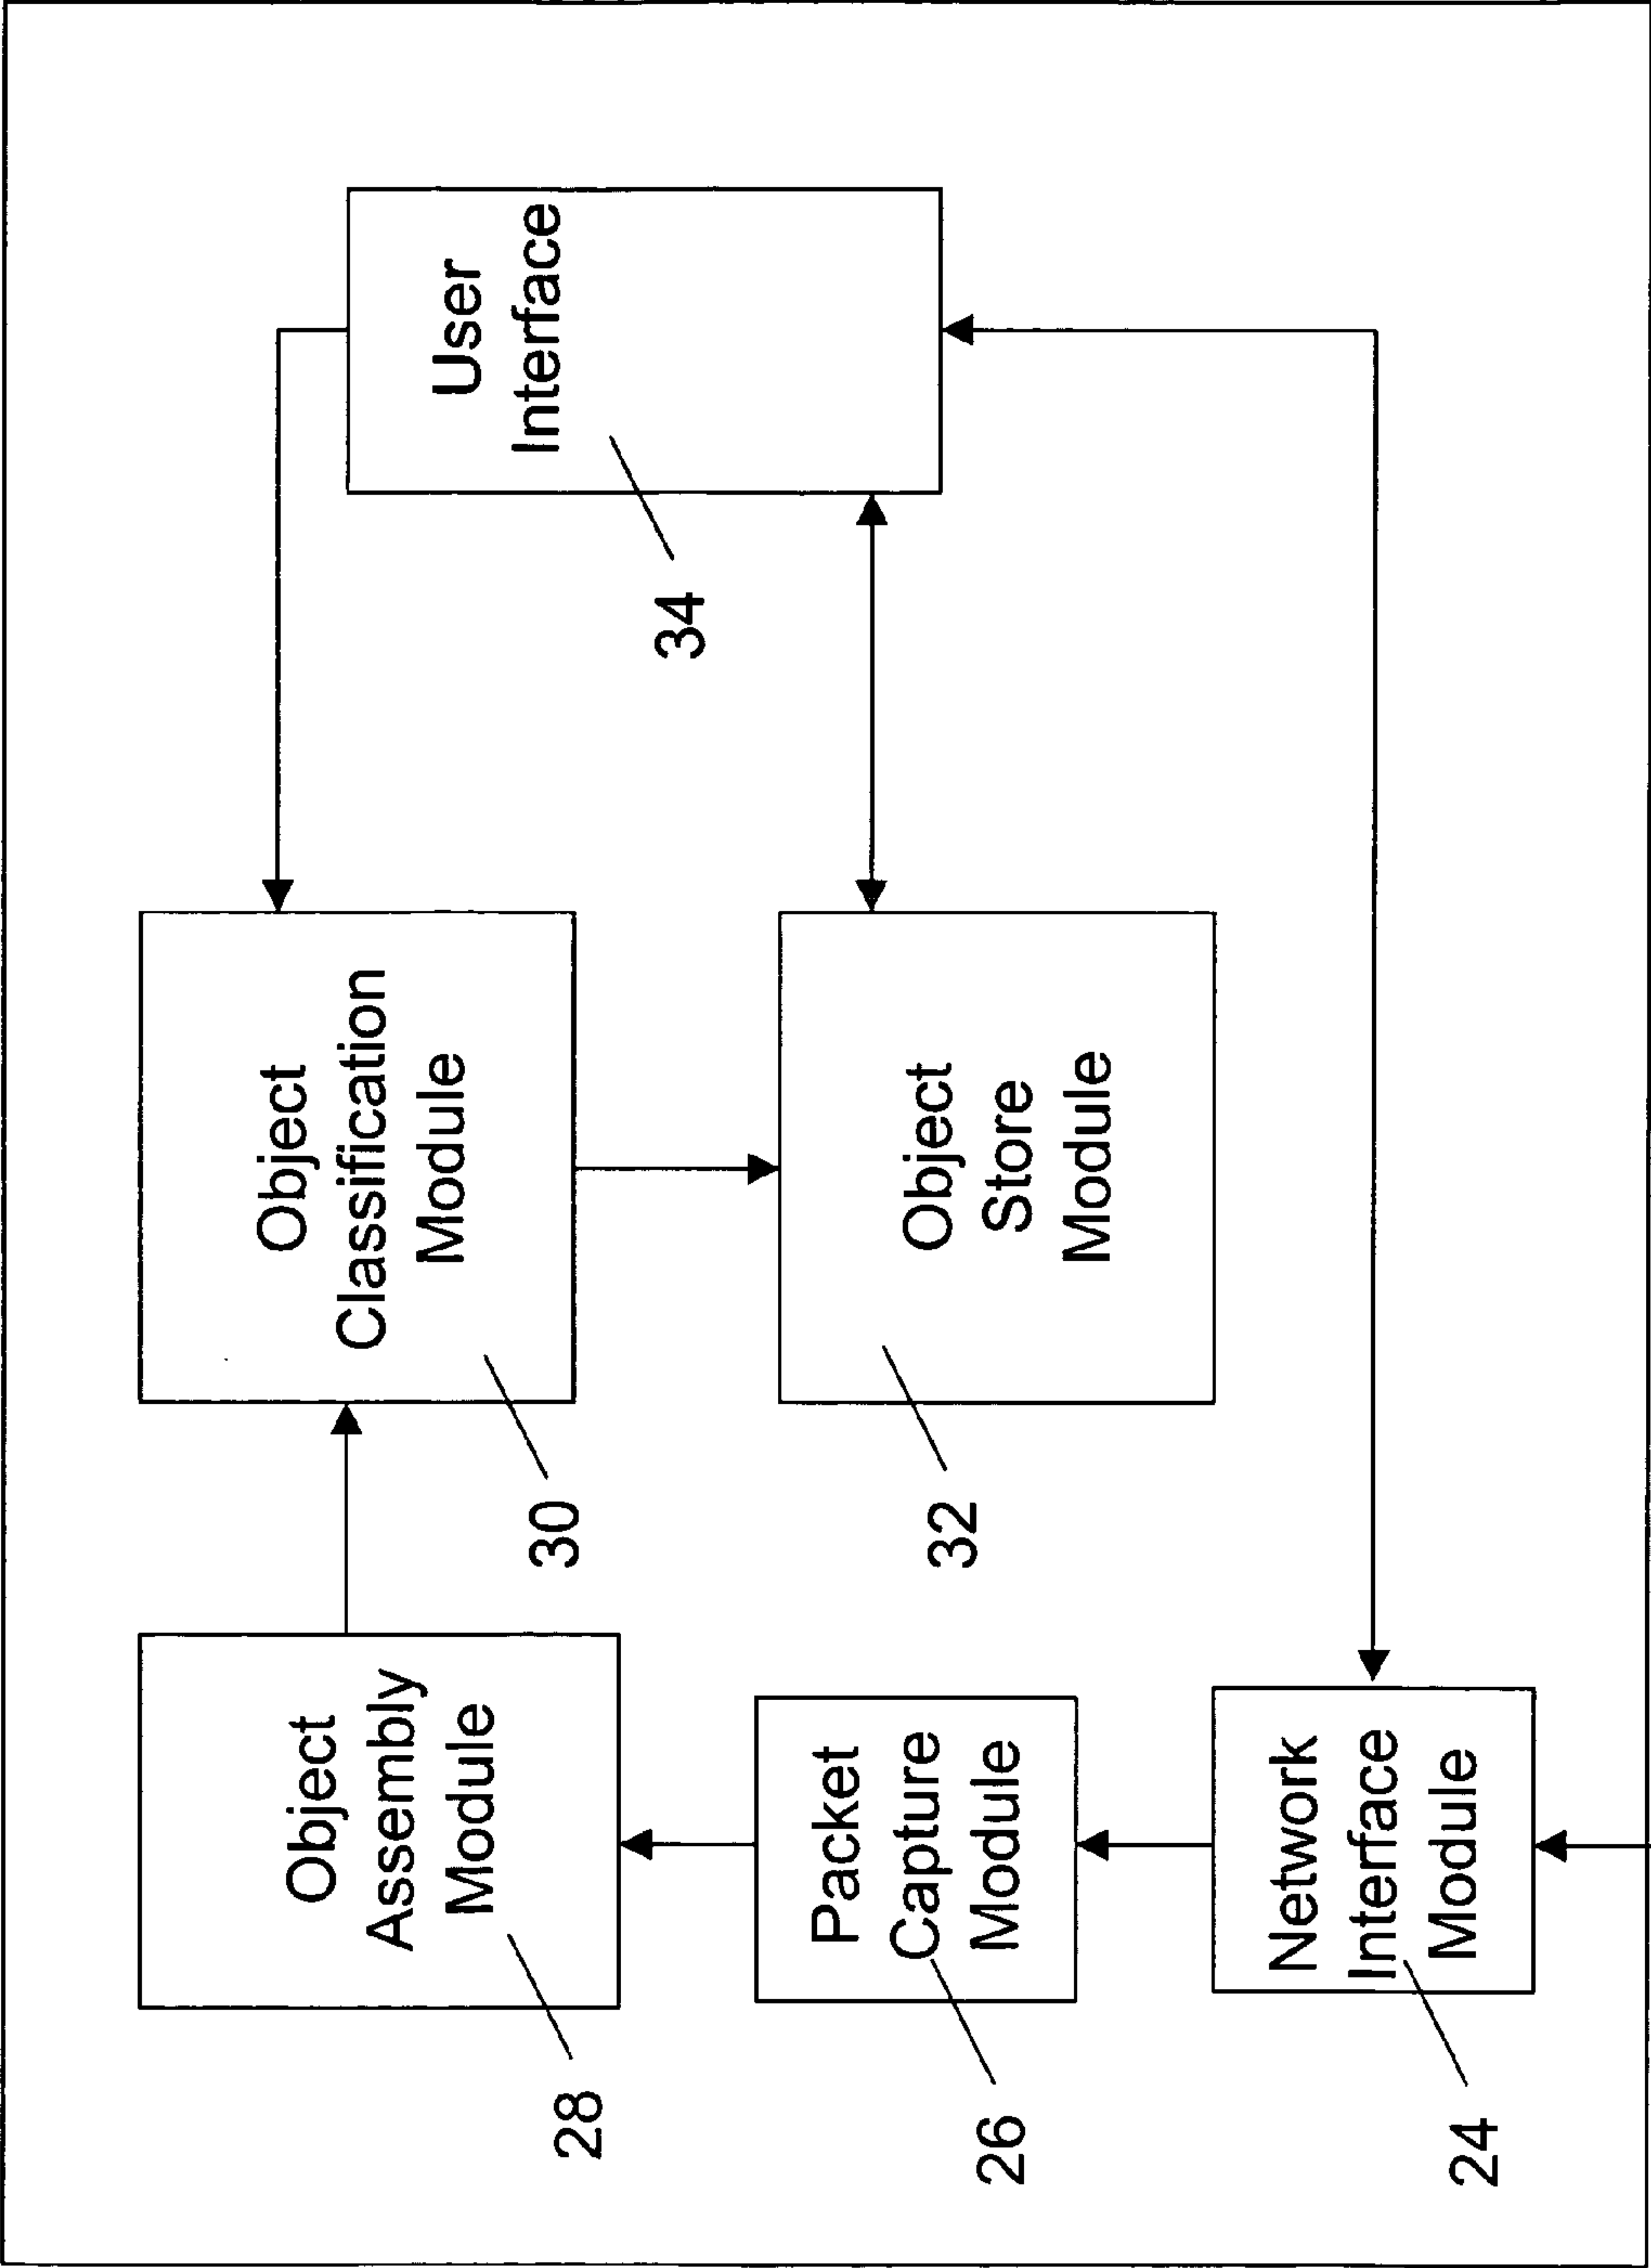 Object
Assembly
Module
28
Object
Classification
Module
30
User
Interface
34
Packet
Capture
Module
26
Object
Store
Module
32
Network
Interface
Module
24